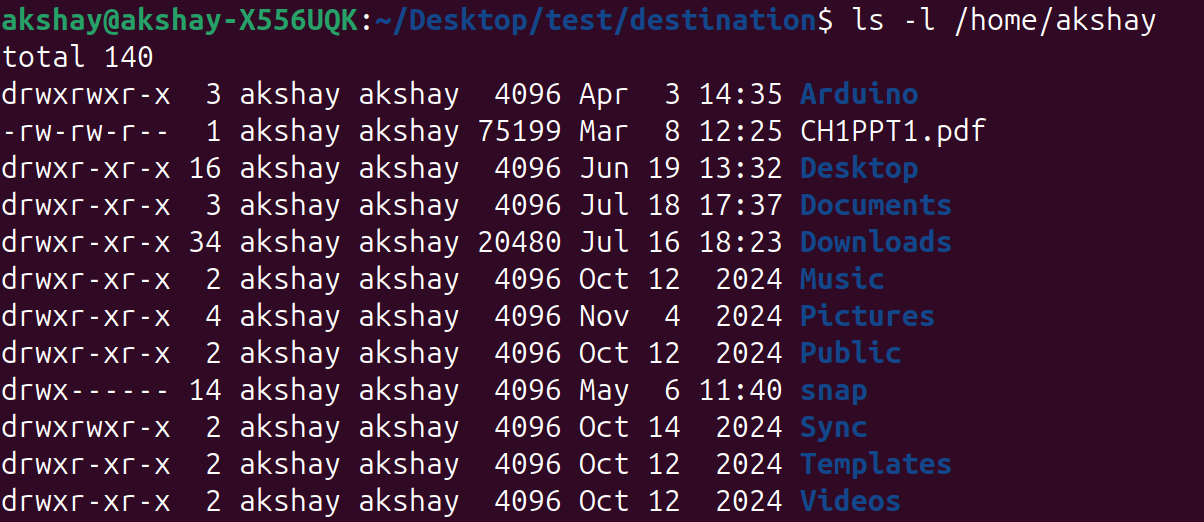 akshay@akshay-X556UQK:~/Desktop/test/destination$ ls -l /home/akshay
total 140
drwxrwxr-x  3 akshay akshay  4096 Apr  3 14:35 Arduino
-rw-rw-r--  1 akshay akshay 75199 Mar  8 12:25 CH1PPT1.pdf
drwxr-xr-x 16 akshay akshay  4096 Jun 19 13:32 Desktop
drwxr-xr-x  3 akshay akshay  4096 Jul 18 17:37 Documents
drwxr-xr-x 34 akshay akshay 20480 Jul 16 18:23 Downloads
drwxr-xr-x  2 akshay akshay  4096 Oct 12  2024 Music
drwxr-xr-x  4 akshay akshay  4096 Nov  4  2024 Pictures
drwxr-xr-x  2 akshay akshay  4096 Oct 12  2024 Public
drwx------ 14 akshay akshay  4096 May  6 11:40 snap
drwxrwxr-x  2 akshay akshay  4096 Oct 14  2024 Sync
drwxr-xr-x  2 akshay akshay  4096 Oct 12  2024 Templates
drwxr-xr-x  2 akshay akshay  4096 Oct 12  2024 Videos